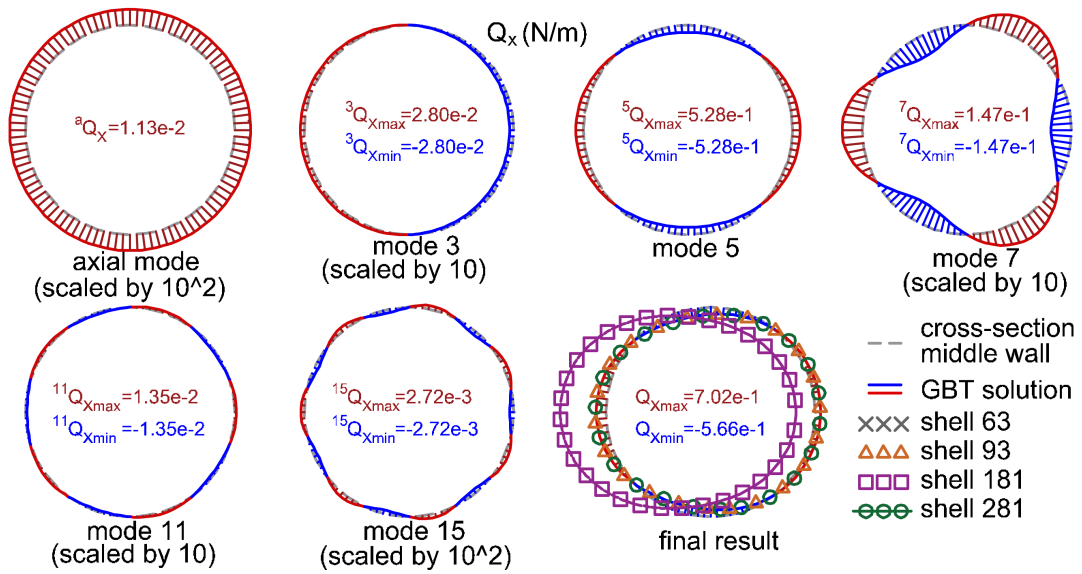 Qx (N/m)
aQX=1.13e-2
axial mode
(scaled by 10^2)
3QXmax=2.80e-2
3QXmin=-2.80e-2
mode 3
(scaled by 10)
5QXmax=5.28e-1
5QXmin=-5.28e-1
mode 5
7QXmax=1.47e-1
7QXmin=-1.47e-1
mode 7
(scaled by 10)
11QXmax=1.35e-2
11QXmin=-1.35e-2
mode 11
(scaled by 10)
15QXmax=2.72e-3
15QXmin=-2.72e-3
mode 15
(scaled by 10^2)
QXmax=7.02e-1
QXmin=-5.66e-1
final result
cross-section
middle wall
GBT solution
shell 63
shell 93
shell 181
shell 281